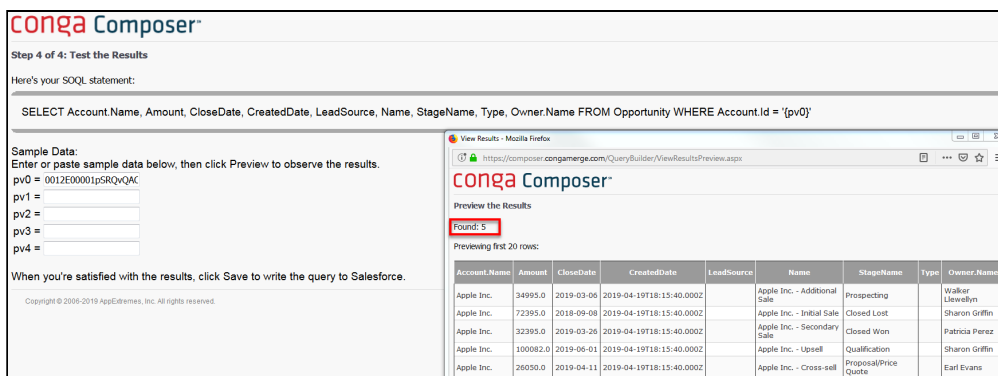 conga Composer™
Step 4 of 4: Test the Results
Here's your SOQL statement:
SELECT Account.Name, Amount, CloseDate, CreatedDate, LeadSource, Name, StageName, Type, Owner.Name FROM Opportunity WHERE Account.Id = '{pv0}'
Sample Data:
Enter or paste sample data below, then click Preview to observe the results.
pv0 = 0012E00001pSRQvQAC
pv1 =
pv2 =
pv3 =
pv4 =
When you're satisfied with the results, click Save to write the query to Salesforce.
Copyright © 2006-2019 AppExtremes, Inc. All rights reserved.
View Results - Mozilla Firefox
https://composer.congamerge.com/QueryBuilder/ViewResultsPreview.aspx
conga Composer™
Preview the Results
Found: 5
Previewing first 20 rows:
Account.Name Amount CloseDate CreatedDate LeadSource Name StageName Type Owner.Name
Apple Inc. 34995.0 2019-03-06 2019-04-19T18:15:40.000Z Apple Inc. - Additional Sale Prospecting Walker Llewellyn
Apple Inc. 72395.0 2018-09-08 2019-04-19T18:15:40.000Z Apple Inc. - Initial Sale Closed Lost Sharon Griffin
Apple Inc. 32395.0 2019-03-26 2019-04-19T18:15:40.000Z Apple Inc. - Secondary Sale Closed Won Patricia Perez
Apple Inc. 100082.0 2019-06-01 2019-04-19T18:15:40.000Z Apple Inc. - Upsell Qualification Sharon Griffin
Apple Inc. 26050.0 2019-04-11 2019-04-19T18:15:40.000Z Apple Inc. - Cross-sell Proposal/Price Quote Earl Evans